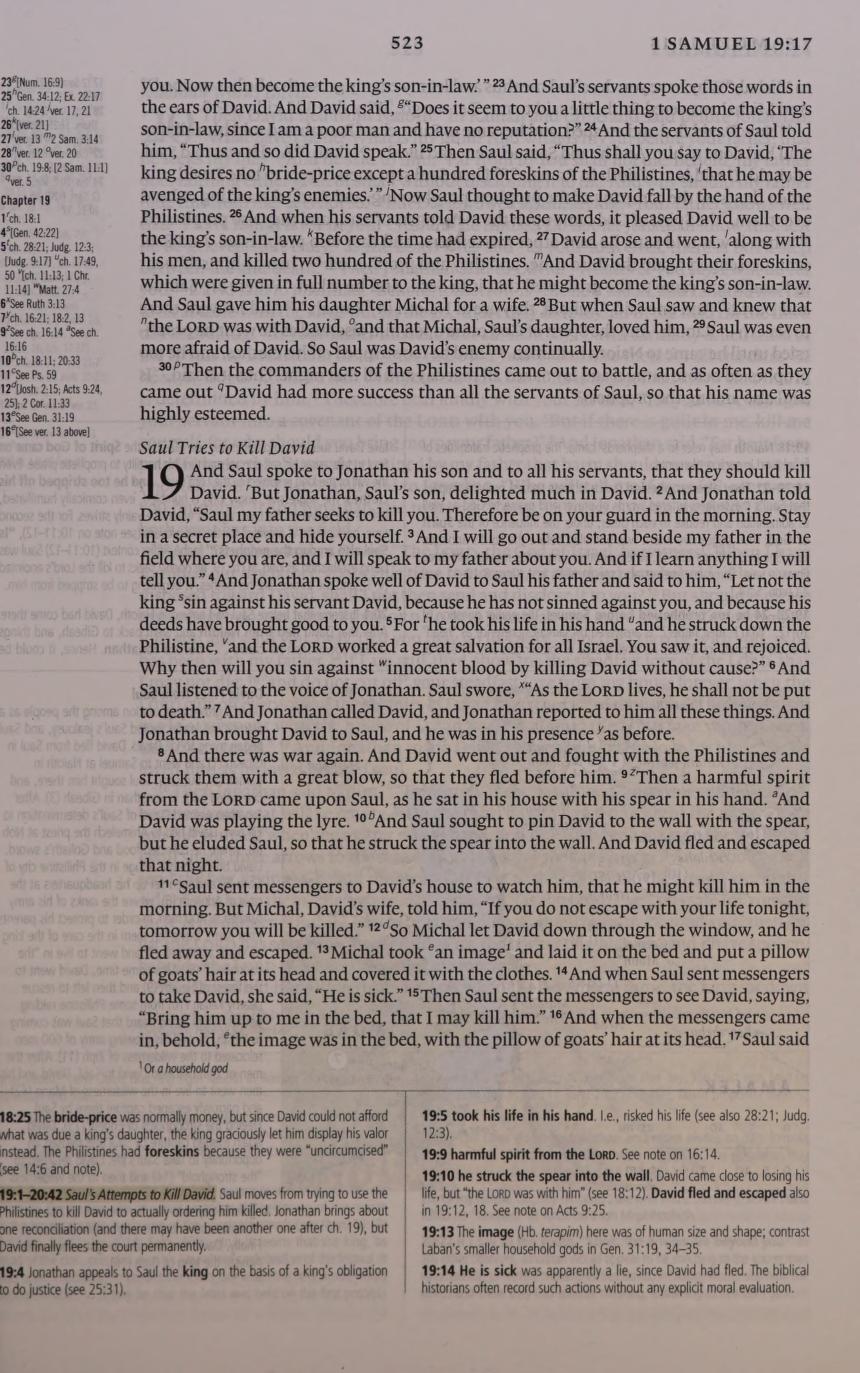 523
1 SAMUEL 19:17
23 g [Num. 16:9]
25 h Gen. 34:12; Ex. 22:17
i ch. 14:24 j ver. 17, 21
26 k [ver. 21]
27 l ver. 13 m 2 Sam. 3:14
28 n ver. 12 o ver. 20
30 p ch. 19:8; [2 Sam. 11:1]
q ver. 5
Chapter 19
1 r ch. 18:1
4 s [Gen. 42:22]
5 t ch. 28:21; Judg. 12:3;
[Judg. 9:17] u ch. 17:49,
50 v [ch. 11:13; 1 Chr.
11:14] w Matt. 27:4
6 x See Ruth 3:13
7 y ch. 16:21; 18:2, 13
9 z See ch. 16:14 a See ch.
16:16
10 b ch. 18:11; 20:33
11 c See Ps. 59
12 d [Josh. 2:15; Acts 9:24,
25]; 2 Cor. 11:33
13 e See Gen. 31:19
16 e [See ver. 13 above]
you. Now then become the king's son-in-law.'" 23 And Saul's servants spoke those words in
the ears of David. And David said, g "Does it seem to you a little thing to become the king's
son-in-law, since I am a poor man and have no reputation?" 24 And the servants of Saul told
him, "Thus and so did David speak." 25 Then Saul said, "Thus shall you say to David, 'The
king desires no h bride-price except a hundred foreskins of the Philistines, i that he may be
avenged of the king's enemies.'" j Now Saul thought to make David fall by the hand of the
Philistines. 26 And when his servants told David these words, it pleased David well to be
the king's son-in-law. k Before the time had expired, 27 David arose and went, l along with
his men, and killed two hundred of the Philistines. m And David brought their foreskins,
which were given in full number to the king, that he might become the king's son-in-law.
And Saul gave him his daughter Michal for a wife. 28 But when Saul saw and knew that
n the LORD was with David, o and that Michal, Saul's daughter, loved him, 29 Saul was even
more afraid of David. So Saul was David's enemy continually.
30 p Then the commanders of the Philistines came out to battle, and as often as they
came out q David had more success than all the servants of Saul, so that his name was
highly esteemed.
Saul Tries to Kill David
19 And Saul spoke to Jonathan his son and to all his servants, that they should kill
David. r But Jonathan, Saul's son, delighted much in David. 2 And Jonathan told
David, "Saul my father seeks to kill you. Therefore be on your guard in the morning. Stay
in a secret place and hide yourself. 3 And I will go out and stand beside my father in the
field where you are, and I will speak to my father about you. And if I learn anything I will
tell you." 4 And Jonathan spoke well of David to Saul his father and said to him, "Let not the
king s sin against his servant David, because he has not sinned against you, and because his
deeds have brought good to you. 5 For t he took his life in his hand u and he struck down the
Philistine, v and the LORD worked a great salvation for all Israel. You saw it, and rejoiced.
Why then will you sin against w innocent blood by killing David without cause?" 6 And
Saul listened to the voice of Jonathan. Saul swore, x "As the LORD lives, he shall not be put
to death." 7 And Jonathan called David, and Jonathan reported to him all these things. And
Jonathan brought David to Saul, and he was in his presence y as before.
8 And there was war again. And David went out and fought with the Philistines and
struck them with a great blow, so that they fled before him. 9 z Then a harmful spirit
from the LORD came upon Saul, as he sat in his house with his spear in his hand. a And
David was playing the lyre. 10 b And Saul sought to pin David to the wall with the spear,
but he eluded Saul, so that he struck the spear into the wall. And David fled and escaped
that night.
11 c Saul sent messengers to David's house to watch him, that he might kill him in the
morning. But Michal, David's wife, told him, "If you do not escape with your life tonight,
tomorrow you will be killed." 12 d So Michal let David down through the window, and he
fled away and escaped. 13 Michal took e an image 1 and laid it on the bed and put a pillow
of goats' hair at its head and covered it with the clothes. 14 And when Saul sent messengers
to take David, she said, "He is sick." 15 Then Saul sent the messengers to see David, saying,
"Bring him up to me in the bed, that I may kill him." 16 And when the messengers came
in, behold, e the image was in the bed, with the pillow of goats' hair at its head. 17 Saul said
1 Or a household god
18:25 The bride-price was normally money, but since David could not afford
what was due a king's daughter, the king graciously let him display his valor
instead. The Philistines had foreskins because they were "uncircumcised"
(see 14:6 and note).
19:1–20:42 Saul's Attempts to Kill David. Saul moves from trying to use the
Philistines to kill David to actually ordering him killed. Jonathan brings about
one reconciliation (and there may have been another one after ch. 19), but
David finally flees the court permanently.
19:4 Jonathan appeals to Saul the king on the basis of a king's obligation
to do justice (see 25:31).
19:5 took his life in his hand. I.e., risked his life (see also 28:21; Judg.
12:3).
19:9 harmful spirit from the LORD. See note on 16:14.
19:10 he struck the spear into the wall. David came close to losing his
life, but "the LORD was with him" (see 18:12). David fled and escaped also
in 19:12, 18. See note on Acts 9:25.
19:13 The image (Hb. terapim) here was of human size and shape; contrast
Laban's smaller household gods in Gen. 31:19, 34–35.
19:14 He is sick was apparently a lie, since David had fled. The biblical
historians often record such actions without any explicit moral evaluation.